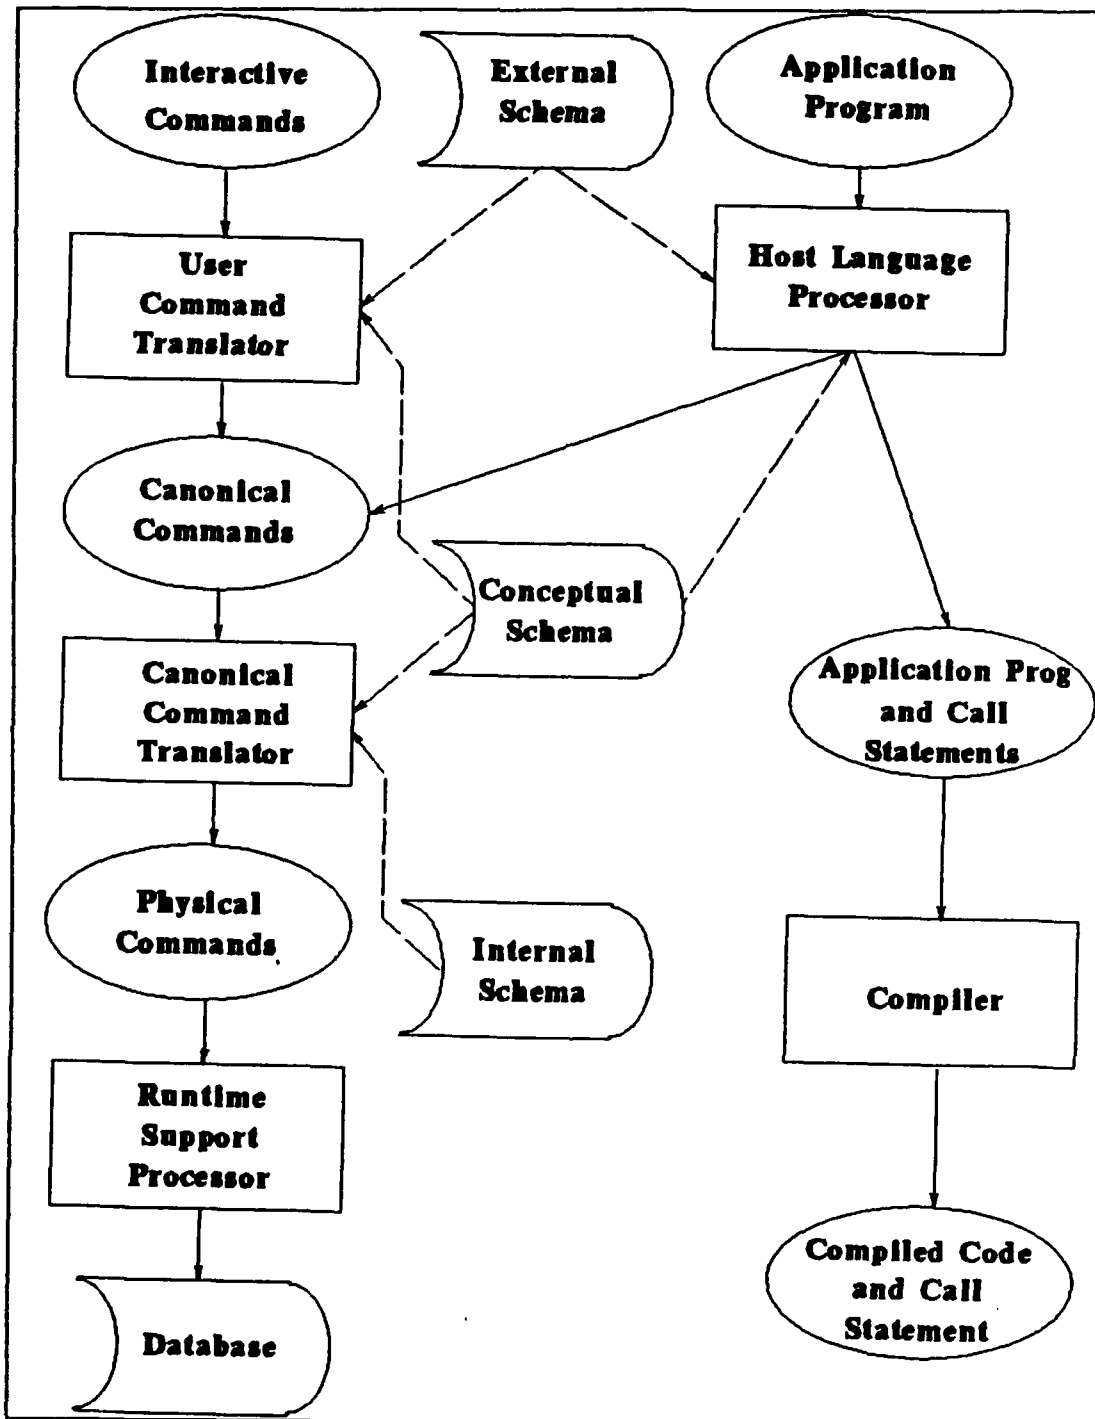 Interactive
Commands
External
Schema
Application
Program
User
Command
Translator
Host Language
Processor
Canonical
Commands
Conceptual
Schema
Canonical
Command
Translator
Application Prog
and Call
Statements
Physical
Commands
Internal
Schema
Compiler
Runtime
Support
Processor
Compiled Code
and Call
Statement
Database